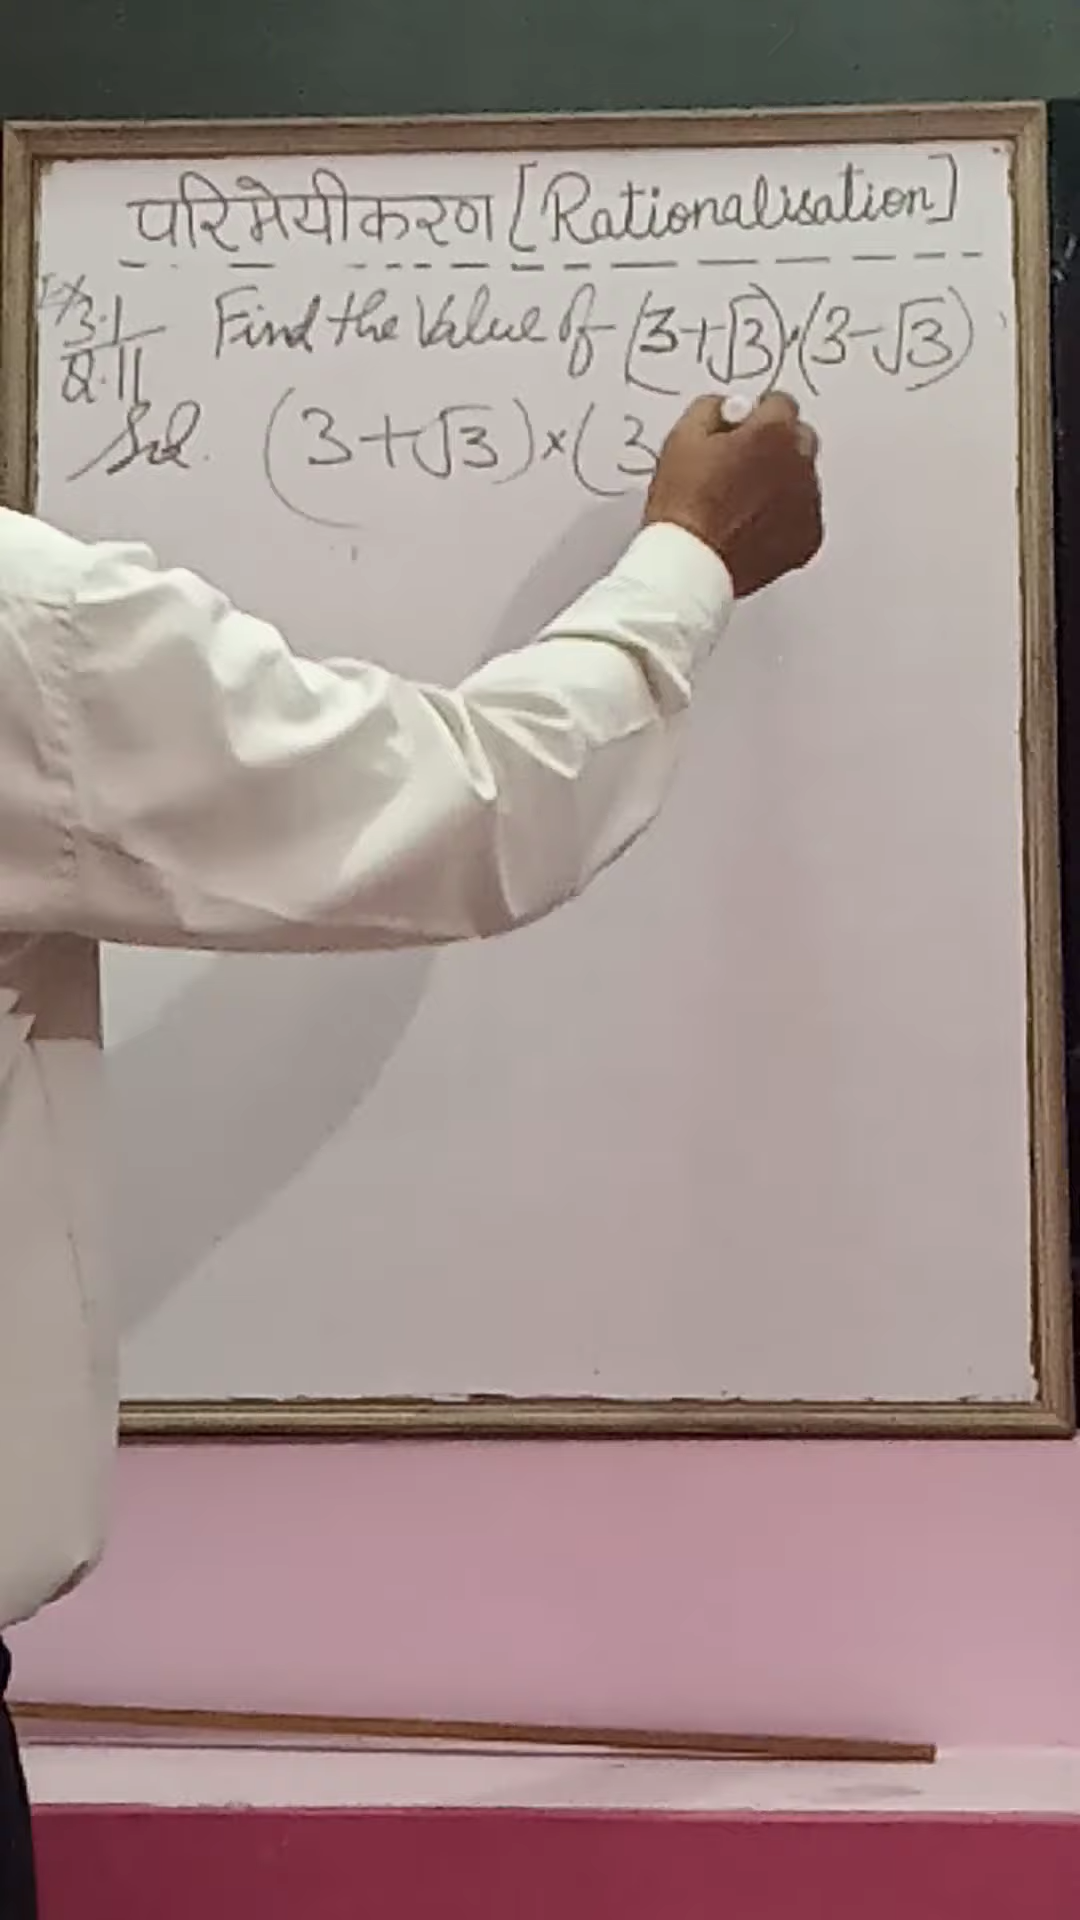 परिमेयीकरण [Rationalisation]
Ex 3.1 Find the Value of (3+√3)·(3-√3)
Q.11
Sol. (3+√3)×(3